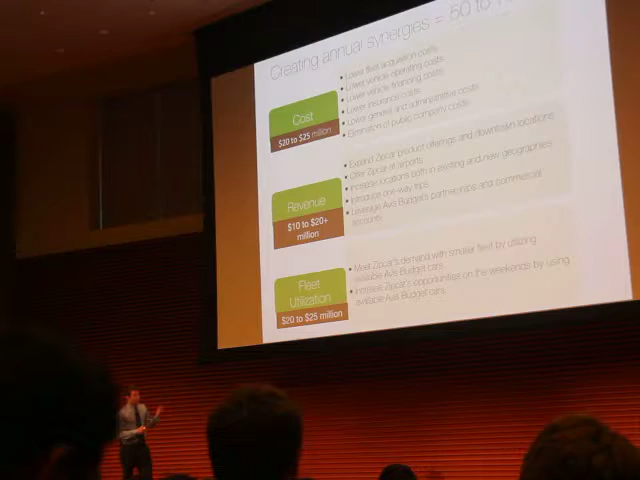 Creating annual synergies = 50 to
Cost
$20 to $25 million
• Lower fleet acquisition costs
• Lower vehicle operating costs
• Lower vehicle financing costs
• Lower insurance costs
• Lower general and administrative costs
• Elimination of public company costs
Revenue
$10 to $20+
million
• Expand Zipcar product offerings and downtown locations
• Offer Zipcar at airports
• Increase locations both in existing and new geographies
• Introduce one-way trips
• Leverage Avis Budget's partnerships and commercial
accounts
Fleet
Utilization
$20 to $25 million
• Meet Zipcar's demand with smaller fleet by utilizing
available Avis Budget cars
• Increase Zipcar's opportunities on the weekends by using
available Avis Budget cars